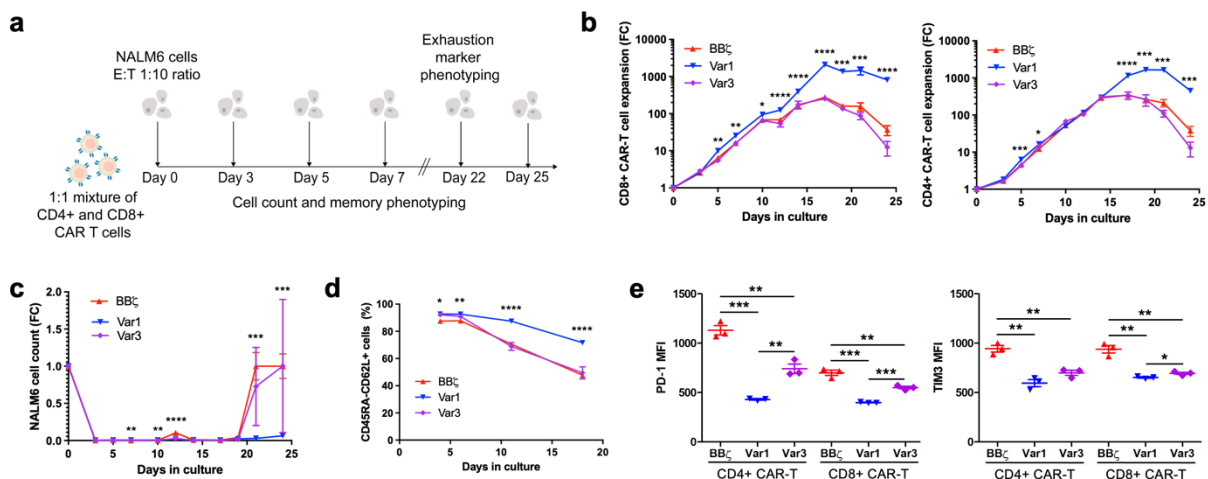 a
NALM6 cells
E:T 1:10 ratio
Exhaustion
marker
phenotyping
Day 0
Day 3
Day 5
Day 7
Day 22
Day 25
1:1 mixture of
CD4+ and CD8+
CAR T cells
Cell count and memory phenotyping
b
CD8+ CAR-T cell expansion (FC)
10000
1000
100
10
1
BBζ
Var1
Var3
** ** * **** **** **** *** *** ****
0 5 10 15 20 25
Days in culture
CD4+ CAR-T cell expansion (FC)
10000
1000
100
10
1
BBζ
Var1
Var3
*** * **** *** *** ***
0 5 10 15 20 25
Days in culture
c
NALM6 cell count (FC)
2.0
1.5
1.0
0.5
0.0
BBζ
Var1
Var3
** ** **** *** ***
0 5 10 15 20 25
Days in culture
d
CD45RA-CD62L+ cells (%)
100
80
60
40
20
0
* ** **** ****
BBζ
Var1
Var3
0 5 10 15 20
Days in culture
e
PD-1 MFI
1500
1000
500
0
**
***
**
**
***
***
BBζ Var1 Var3 BBζ Var1 Var3
CD4+ CAR-T CD8+ CAR-T
TIM3 MFI
1500
1000
500
0
**
**
**
**
*
BBζ Var1 Var3 BBζ Var1 Var3
CD4+ CAR-T CD8+ CAR-T